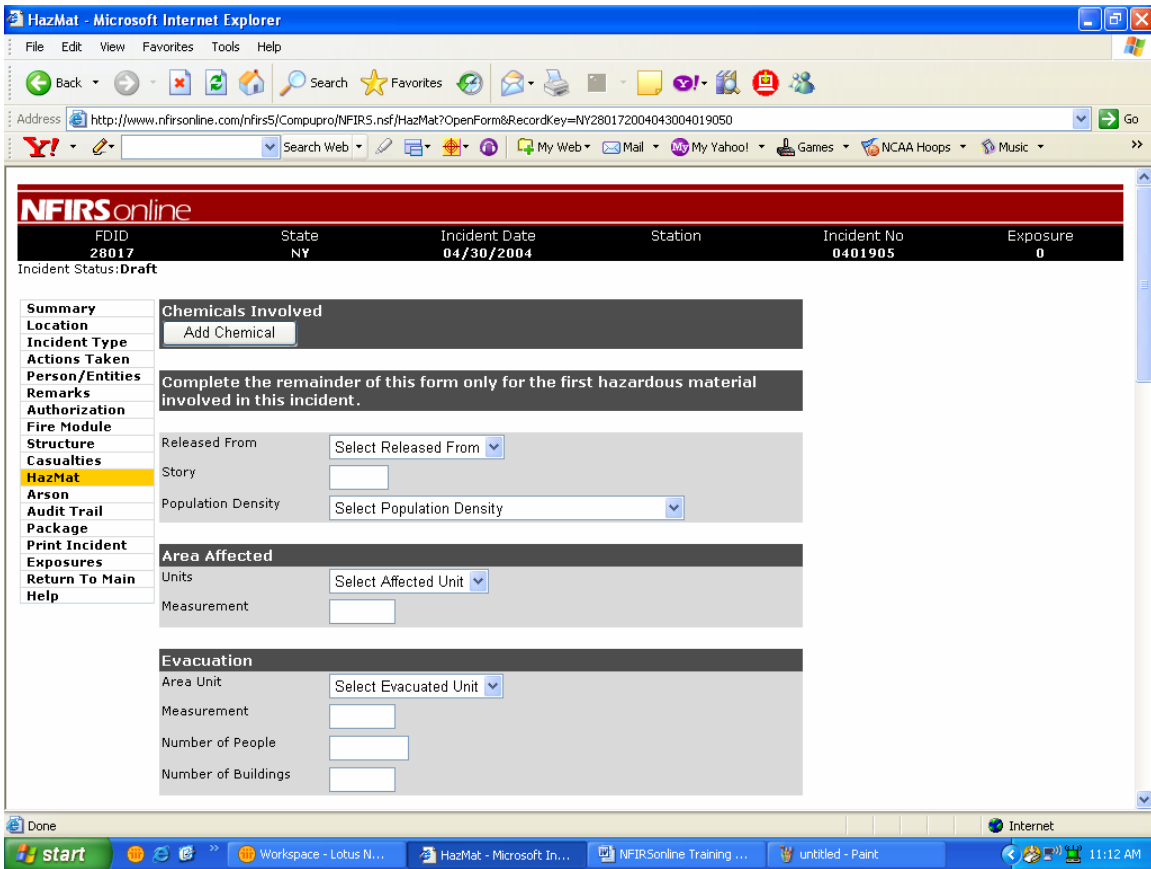 HazMat - Microsoft Internet Explorer
File Edit View Favorites Tools Help
Back Search Favorites
Address http://www.nfirsonline.com/nfirs5/Compupro/NFIRS.nsf/HazMat?OpenForm&RecordKey=NY280172004043004019050 Go
Y! Search Web My Web Mail My Yahoo! Games NCAA Hoops Music »
NFIRSonline
FDID State Incident Date Station Incident No Exposure
28017 NY 04/30/2004 0401905 0
Incident Status:Draft
Summary
Location
Incident Type
Actions Taken
Person/Entities
Remarks
Authorization
Fire Module
Structure
Casualties
HazMat
Arson
Audit Trail
Package
Print Incident
Exposures
Return To Main
Help
Chemicals Involved
Add Chemical
Complete the remainder of this form only for the first hazardous material
involved in this incident.
Released From Select Released From
Story
Population Density Select Population Density
Area Affected
Units Select Affected Unit
Measurement
Evacuation
Area Unit Select Evacuated Unit
Measurement
Number of People
Number of Buildings
Done Internet
start » Workspace - Lotus N... HazMat - Microsoft In... NFIRSonline Training ... untitled - Paint 11:12 AM